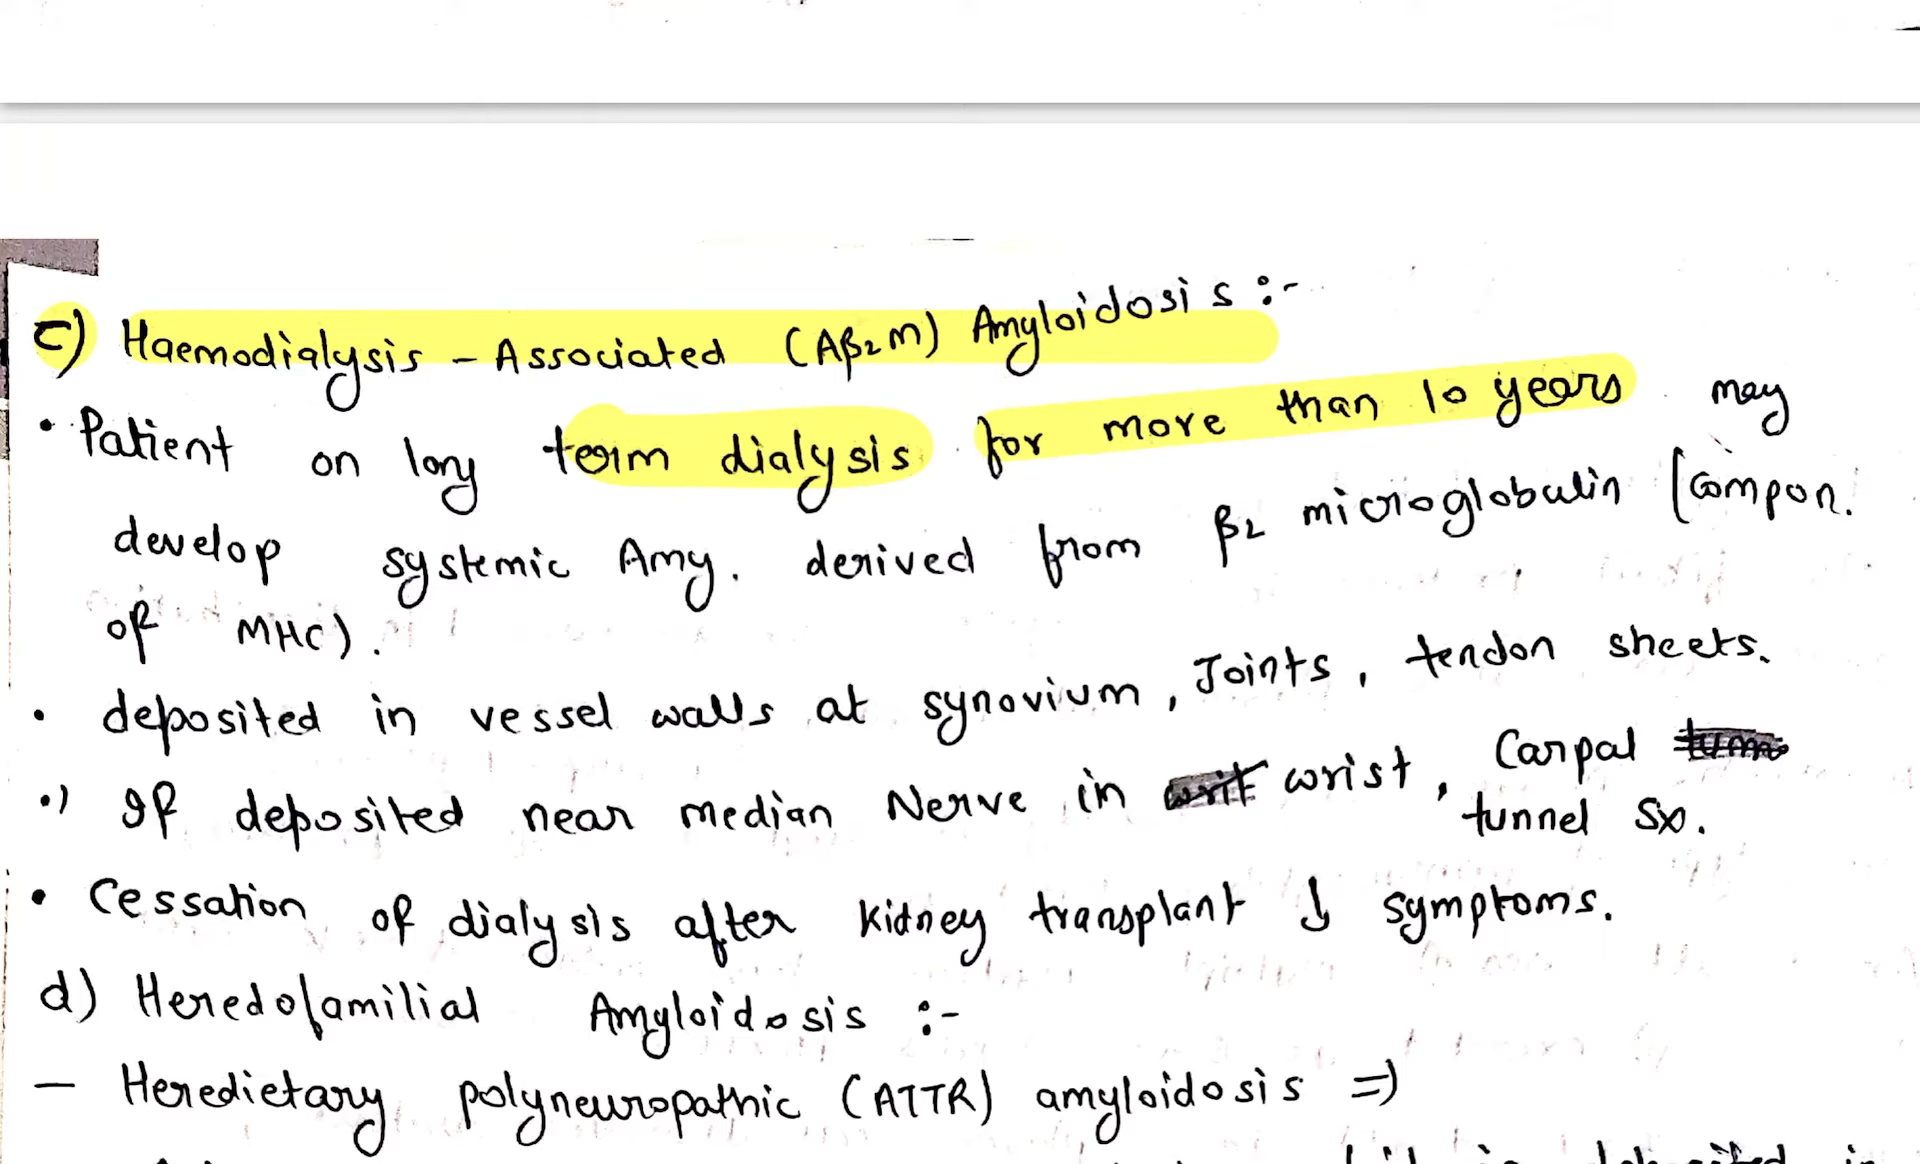 c) Haemodialysis - Associated (Aβ2M) Amyloidosis :-
• Patient on long term dialysis for more than 10 years may
develop systemic Amy. derived from β2 microglobulin (compon.
of MHC).
• deposited in vessel walls at synovium, Joints, tendon sheets.
•) If deposited near median Nerve in wrist, Carpal
tunnel Sx.
• Cessation of dialysis after kidney transplant ↓ symptoms.
d) Heredofamilial Amyloidosis :-
— Heredietary polyneuropathic (ATTR) amyloidosis =>
deposited in